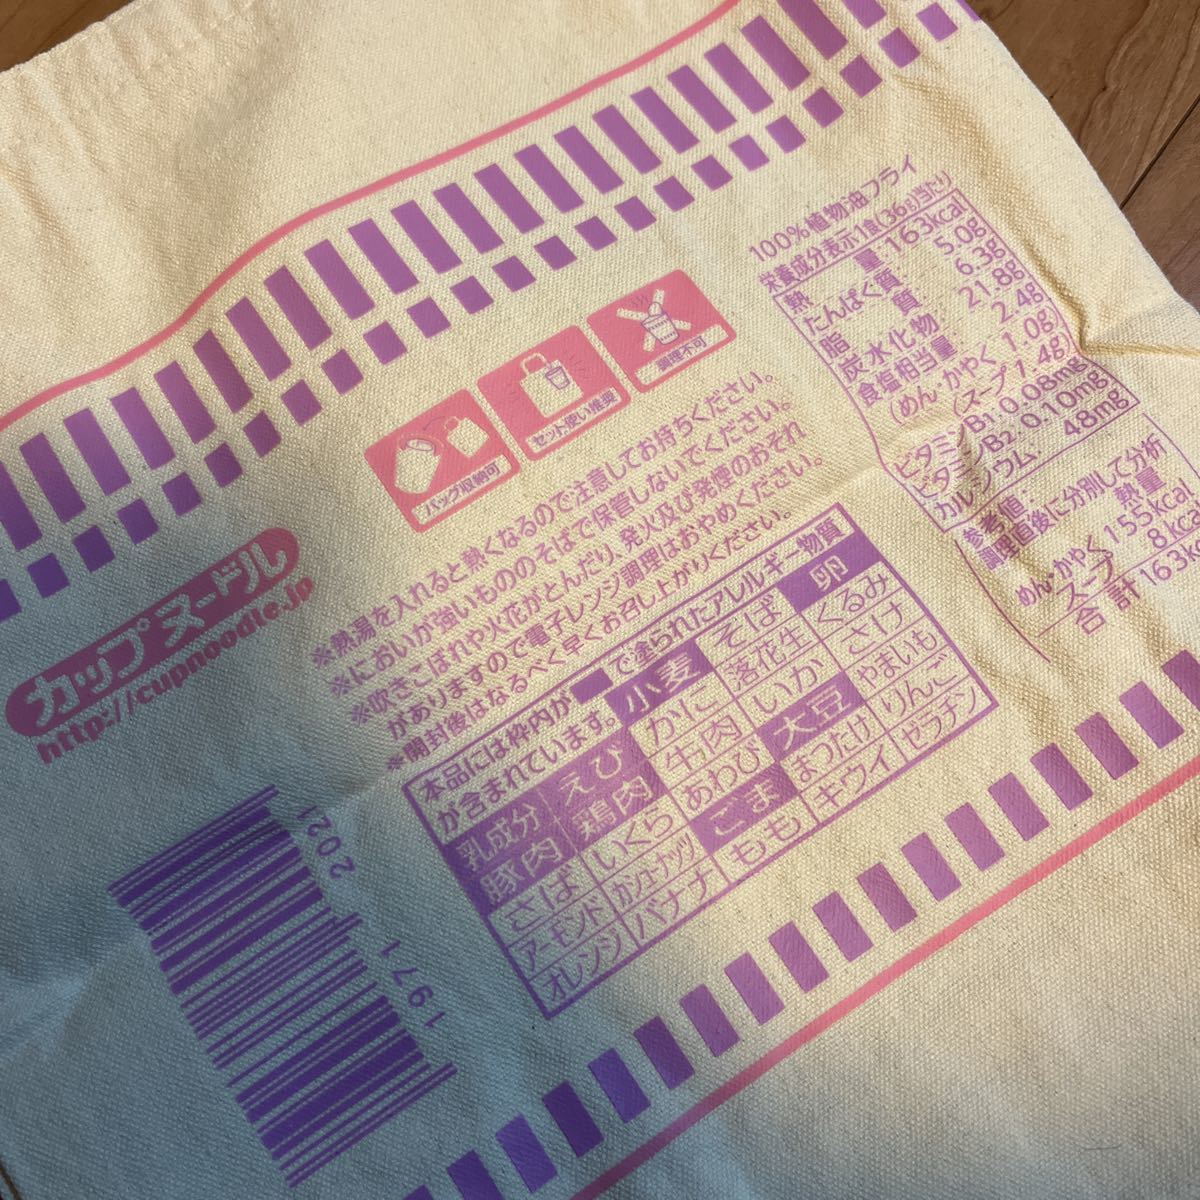 100%植物油フライ
栄養成分表示1食(36g)当たり
熱量:163kcal
たんぱく質: 5.0g
脂質: 6.3g
炭水化物: 21.8g
食塩相当量: 2.4g
(めん・かやく 1.0g)
(スープ 1.4g)
ビタミンB1: 0.08mg
ビタミンB2: 0.10mg
カルシウム: 48mg
参考値:
調理直後に分別して分析
熱量
めん・かやく 155kcal
スープ 8kcal
合計 163k
バッグ収納可
セット使い推奨
調理不可
※熱湯を入れると熱くなるので注意してお持ちください。
※においが強いもののそばで保管しないでください。
※吹きこぼれや火花がとんだり、発火及び発煙のおそれ
がありますので電子レンジ調理はおやめください。
※開封後はなるべく早くお召し上がりください。
本品には枠内が■で塗られたアレルギー物質
が含まれています。 小麦 そば 卵
乳成分 えび かに 落花生 くるみ
豚肉 鶏肉 牛肉 いか さけ
さば いくら あわび 大豆 やまいも
アーモンド カシューナッツ ごま まつたけ りんご
オレンジ バナナ もも キウイ ゼラチン
カップヌードル
http://cupnoodle.jp
1971 2021